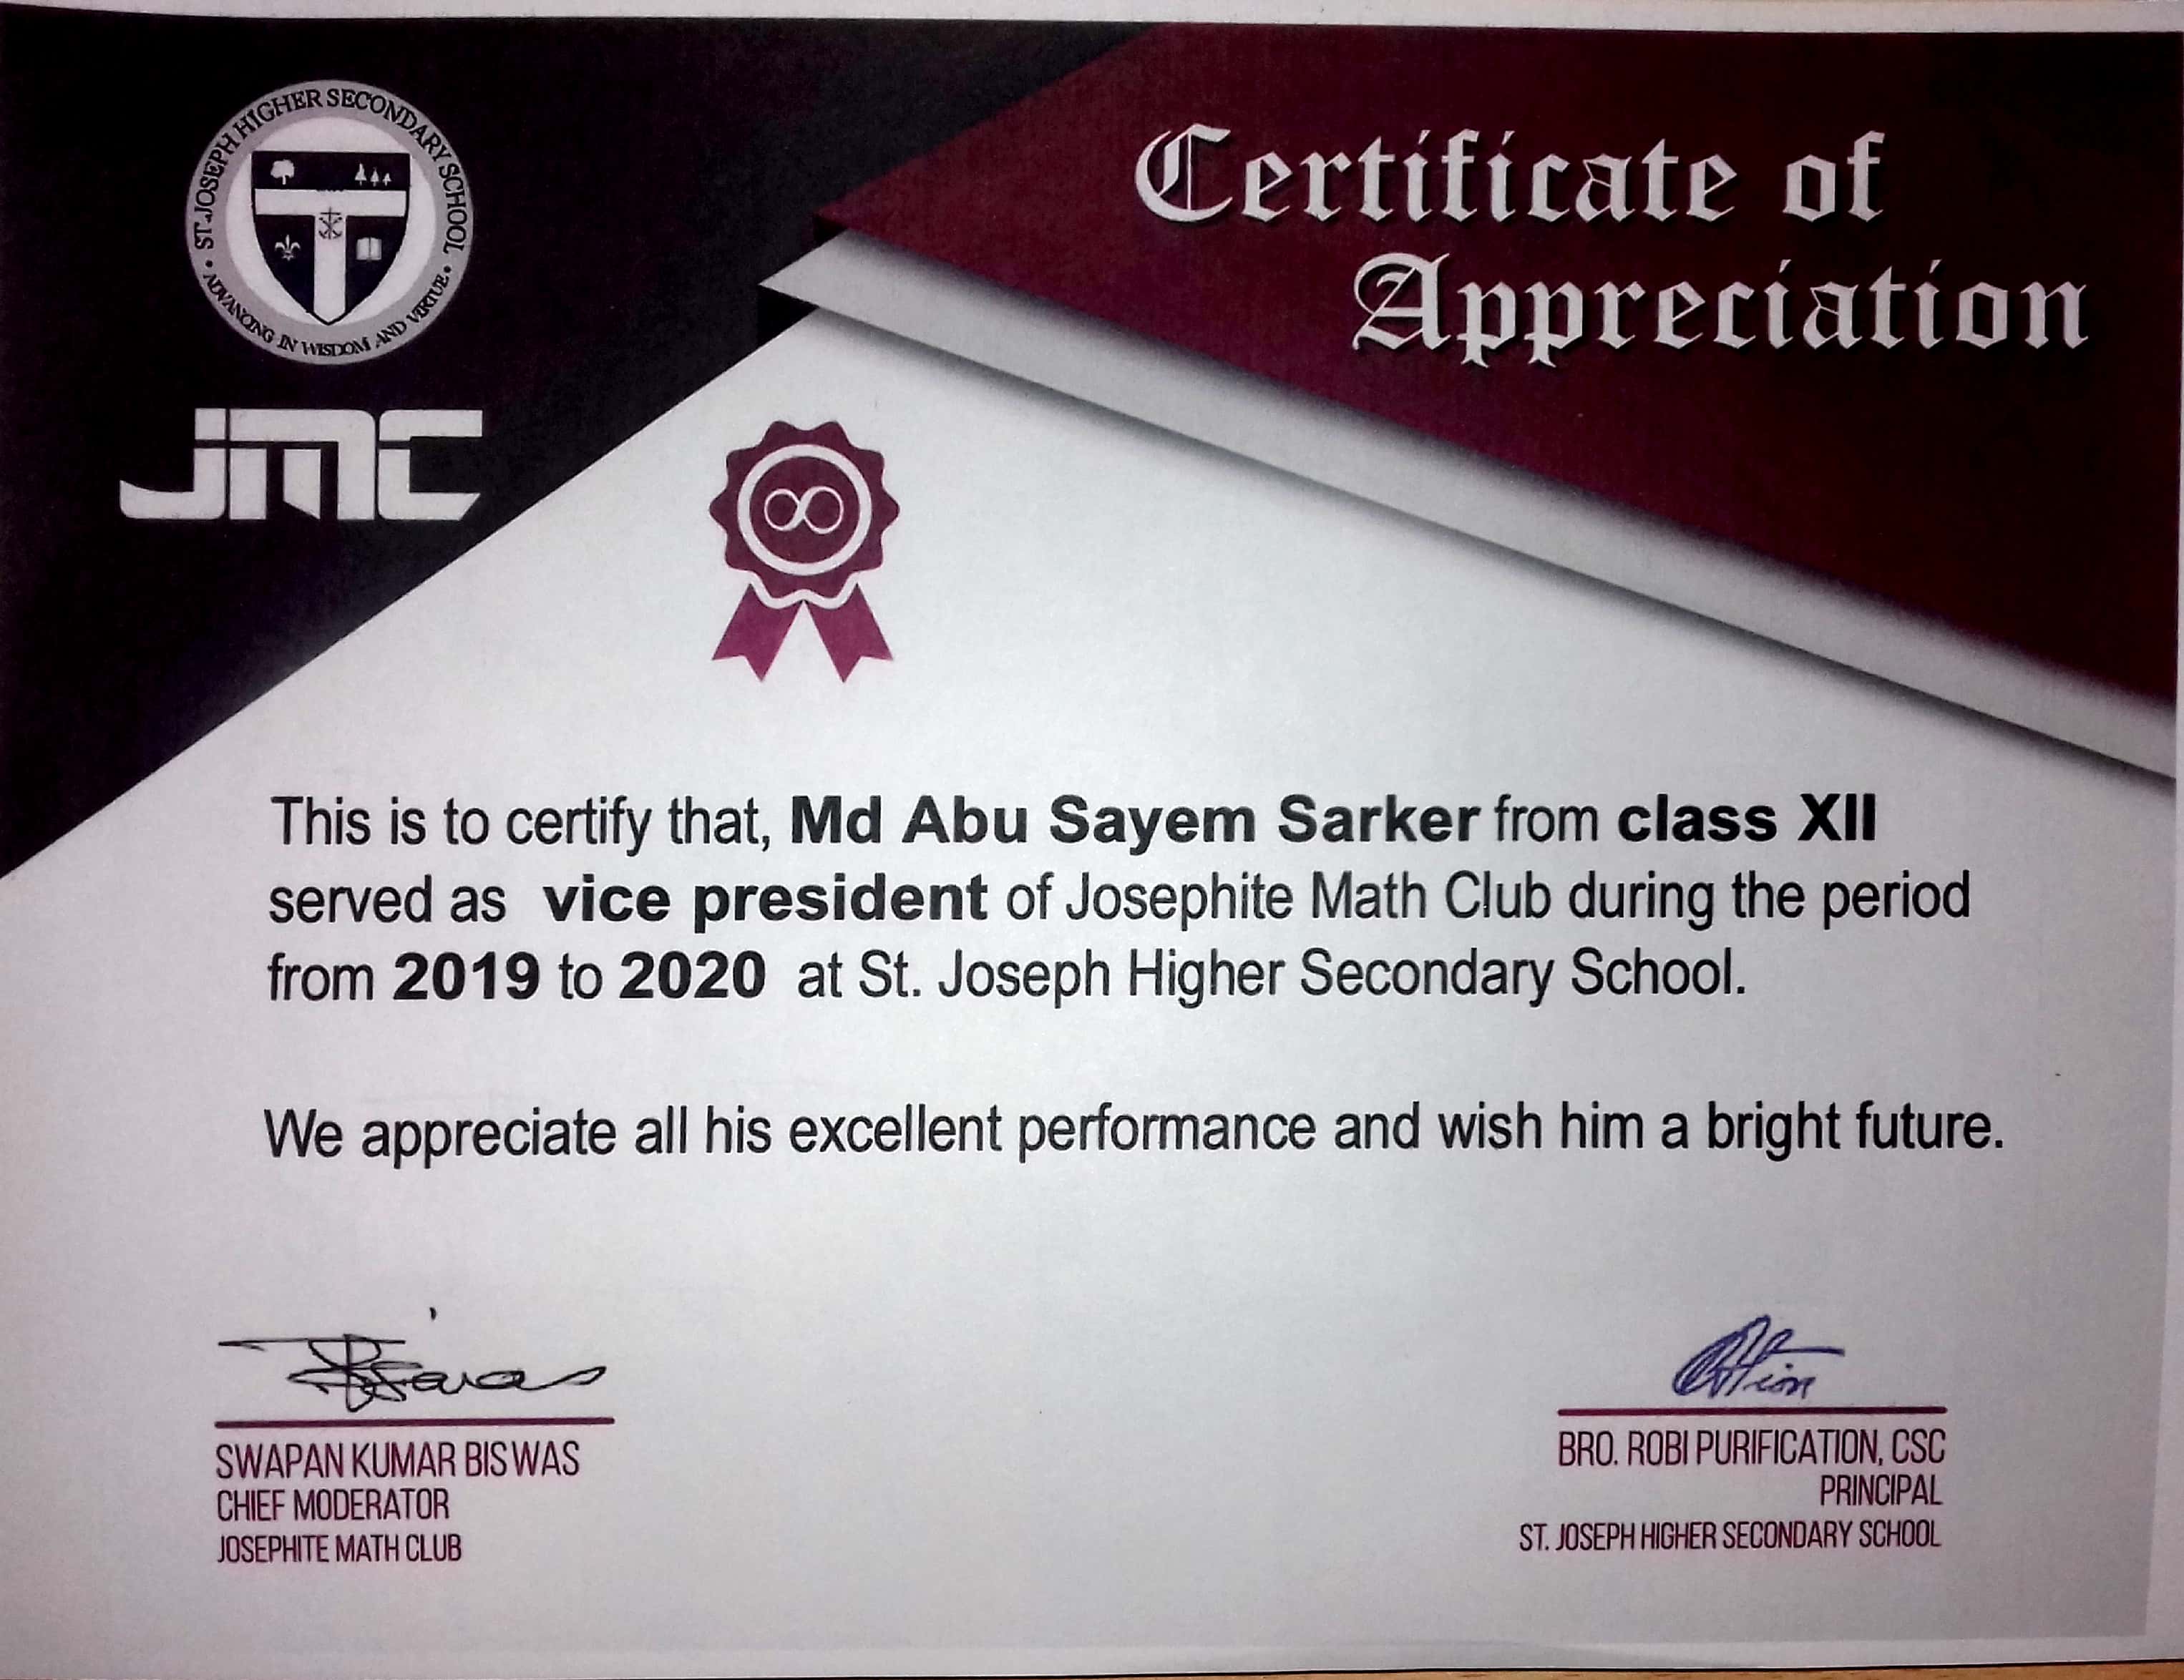 ST. JOSEPH HIGHER SECONDARY SCHOOL
ADVANCING IN WISDOM AND VIRTUE
JMC
Certificate of
Appreciation
This is to certify that, Md Abu Sayem Sarker from class XII
served as vice president of Josephite Math Club during the period
from 2019 to 2020 at St. Joseph Higher Secondary School.
We appreciate all his excellent performance and wish him a bright future.
SWAPAN KUMAR BISWAS
CHIEF MODERATOR
JOSEPHITE MATH CLUB
BRO. ROBI PURIFICATION, CSC
PRINCIPAL
ST. JOSEPH HIGHER SECONDARY SCHOOL